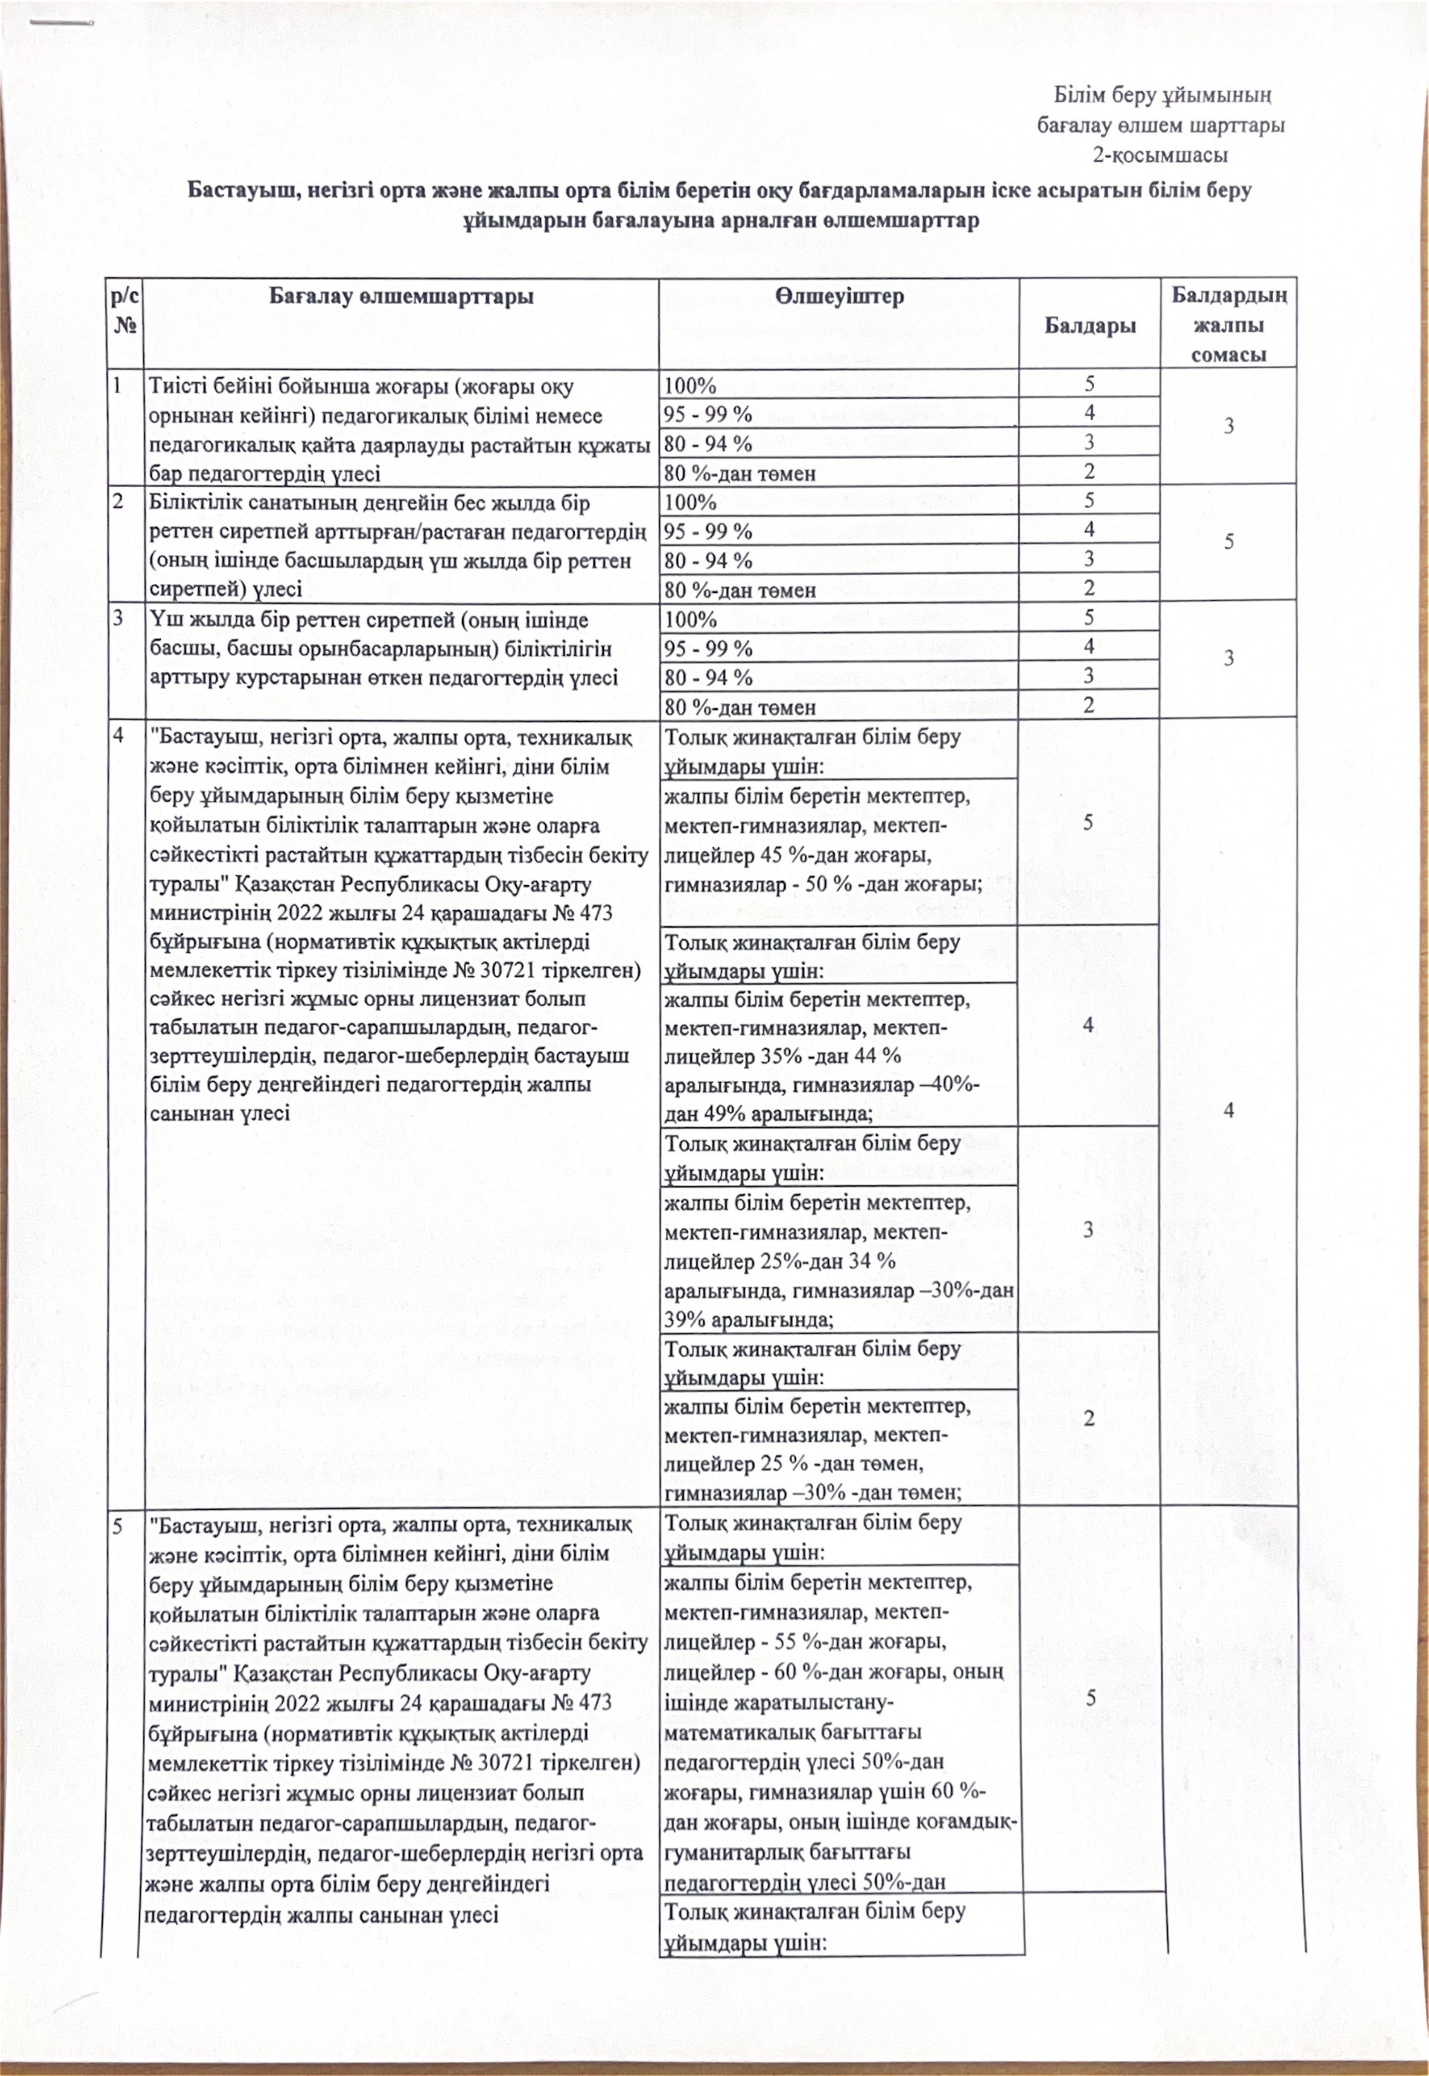 Білім беру ұйымының
бағалау өлшем шарттары
2-қосымшасы
Бастауыш, негізгі орта және жалпы орта білім беретін оқу бағдарламаларын іске асыратын білім беру
ұйымдарын бағалауына арналған өлшемшарттар
р/с
№
Бағалау өлшемшарттары
Өлшеуіштер
Балдары
Балдардың
жалпы
сомасы
1
Тиісті бейіні бойынша жоғары (жоғары оқу
орнынан кейінгі) педагогикалық білімі немесе
педагогикалық қайта даярлауды растайтын құжаты
бар педагогтердің үлесі
100%
5
95 - 99 %
4
80 - 94 %
3
80 %-дан төмен
2
3
2
Біліктілік санатының деңгейін бес жылда бір
реттен сиретпей арттырған/растаған педагогтердің
(оның ішінде басшылардың үш жылда бір реттен
сиретпей) үлесі
100%
5
95 - 99 %
4
80 - 94 %
3
80 %-дан төмен
2
5
3
Үш жылда бір реттен сиретпей (оның ішінде
басшы, басшы орынбасарларының) біліктілігін
арттыру курстарынан өткен педагогтердің үлесі
100%
5
95 - 99 %
4
80 - 94 %
3
80 %-дан төмен
2
3
4
"Бастауыш, негізгі орта, жалпы орта, техникалық
және кәсіптік, орта білімнен кейінгі, діни білім
беру ұйымдарының білім беру қызметіне
қойылатын біліктілік талаптарын және оларға
сәйкестікті растайтын құжаттардың тізбесін бекіту
туралы" Қазақстан Республикасы Оқу-ағарту
министрінің 2022 жылғы 24 қарашадағы № 473
бұйрығына (нормативтік құқықтық актілерді
мемлекеттік тіркеу тізілімінде № 30721 тіркелген)
сәйкес негізгі жұмыс орны лицензиат болып
табылатын педагог-сарапшылардың, педагог-
зерттеушілердің, педагог-шеберлердің бастауыш
білім беру деңгейіндегі педагогтердің жалпы
санынан үлесі
Толық жинақталған білім беру
ұйымдары үшін:
жалпы білім беретін мектептер,
мектеп-гимназиялар, мектеп-
лицейлер 45 %-дан жоғары,
гимназиялар - 50 % -дан жоғары;
5
Толық жинақталған білім беру
ұйымдары үшін:
жалпы білім беретін мектептер,
мектеп-гимназиялар, мектеп-
лицейлер 35% -дан 44 %
аралығында, гимназиялар –40%-
дан 49% аралығында;
4
Толық жинақталған білім беру
ұйымдары үшін:
жалпы білім беретін мектептер,
мектеп-гимназиялар, мектеп-
лицейлер 25%-дан 34 %
аралығында, гимназиялар –30%-дан
39% аралығында;
3
Толық жинақталған білім беру
ұйымдары үшін:
жалпы білім беретін мектептер,
мектеп-гимназиялар, мектеп-
лицейлер 25 % -дан төмен,
гимназиялар –30% -дан төмен;
2
4
5
"Бастауыш, негізгі орта, жалпы орта, техникалық
және кәсіптік, орта білімнен кейінгі, діни білім
беру ұйымдарының білім беру қызметіне
қойылатын біліктілік талаптарын және оларға
сәйкестікті растайтын құжаттардың тізбесін бекіту
туралы" Қазақстан Республикасы Оқу-ағарту
министрінің 2022 жылғы 24 қарашадағы № 473
бұйрығына (нормативтік құқықтық актілерді
мемлекеттік тіркеу тізілімінде № 30721 тіркелген)
сәйкес негізгі жұмыс орны лицензиат болып
табылатын педагог-сарапшылардың, педагог-
зерттеушілердің, педагог-шеберлердің негізгі орта
және жалпы орта білім беру деңгейіндегі
педагогтердің жалпы санынан үлесі
Толық жинақталған білім беру
ұйымдары үшін:
жалпы білім беретін мектептер,
мектеп-гимназиялар, мектеп-
лицейлер - 55 %-дан жоғары,
лицейлер - 60 %-дан жоғары, оның
ішінде жаратылыстану-
математикалық бағыттағы
педагогтердің үлесі 50%-дан
жоғары, гимназиялар үшін 60 %-
дан жоғары, оның ішінде қоғамдық-
гуманитарлық бағыттағы
педагогтердің үлесі 50%-дан
5
Толық жинақталған білім беру
ұйымдары үшін: